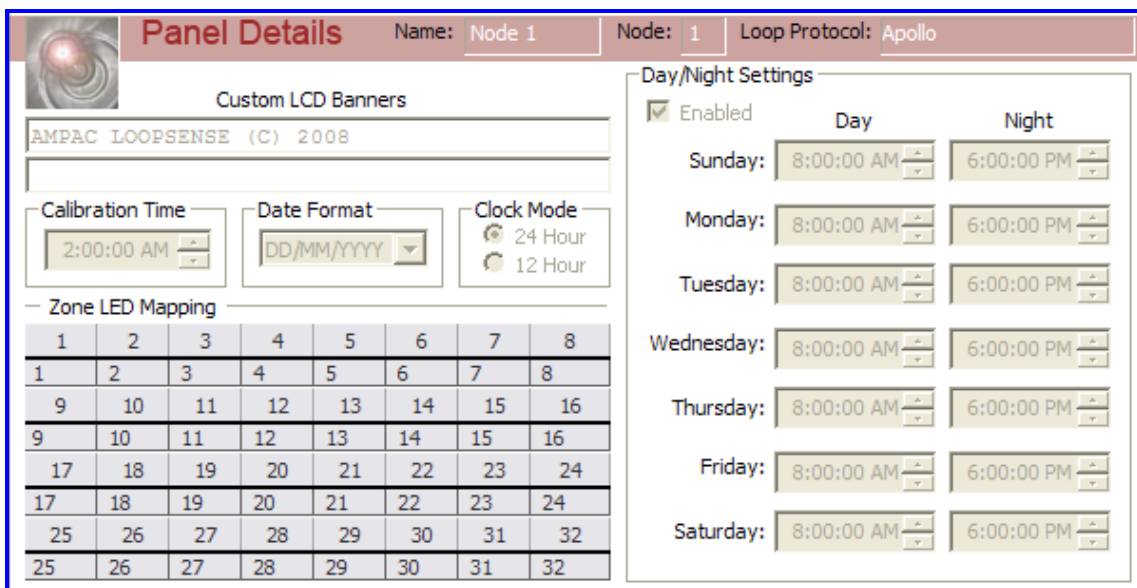 Panel Details Name: Node 1 Node: 1 Loop Protocol: Apollo
Custom LCD Banners
AMPAC LOOPSENSE (C) 2008
Calibration Time
2:00:00 AM
Date Format
DD/MM/YYYY
Clock Mode
24 Hour
12 Hour
Zone LED Mapping
1 2 3 4 5 6 7 8
1 2 3 4 5 6 7 8
9 10 11 12 13 14 15 16
9 10 11 12 13 14 15 16
17 18 19 20 21 22 23 24
17 18 19 20 21 22 23 24
25 26 27 28 29 30 31 32
25 26 27 28 29 30 31 32
Day/Night Settings
Enabled
Day Night
Sunday: 8:00:00 AM 6:00:00 PM
Monday: 8:00:00 AM 6:00:00 PM
Tuesday: 8:00:00 AM 6:00:00 PM
Wednesday: 8:00:00 AM 6:00:00 PM
Thursday: 8:00:00 AM 6:00:00 PM
Friday: 8:00:00 AM 6:00:00 PM
Saturday: 8:00:00 AM 6:00:00 PM